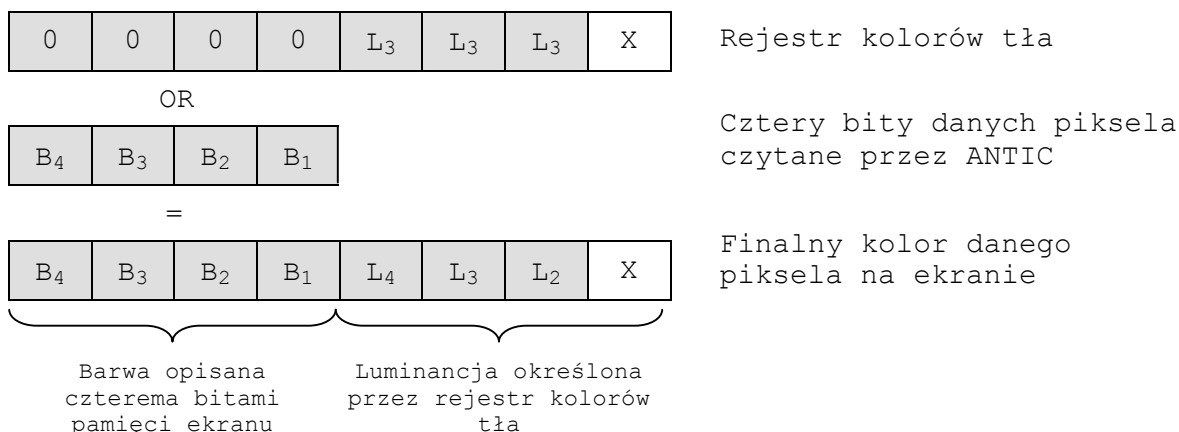 0 0 0 0 L3 L3 L3 X Rejestr kolorów tła
OR
B4 B3 B2 B1 Cztery bity danych piksela
czytane przez ANTIC
=
B4 B3 B2 B1 L4 L3 L2 X Finalny kolor danego
piksela na ekranie
Barwa opisana
czterema bitami
pamięci ekranu
Luminancja określona
przez rejestr kolorów
tła